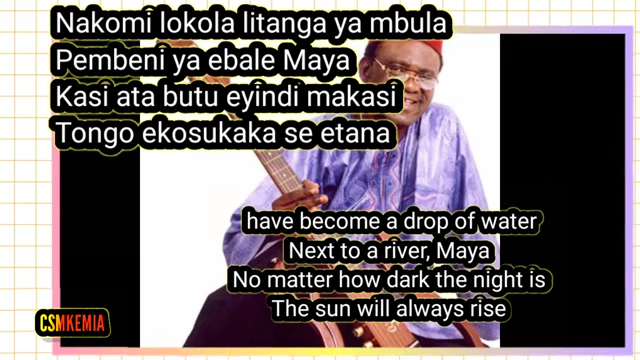 Nakomi lokola litanga ya mbula
Pembeni ya ebale Maya
Kasi ata butu eyindi makasi
Tongo ekosukaka se etana
have become a drop of water
Next to a river, Maya
No matter how dark the night is
The sun will always rise
CSMKEMIA